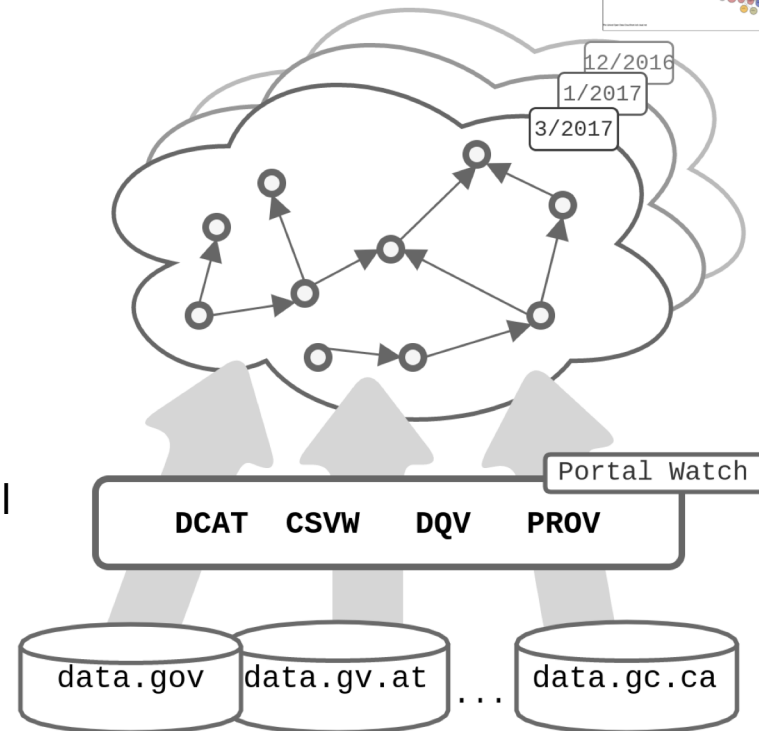 12/2016
1/2017
3/2017
Portal Watch
DCAT CSVW DQV PROV
data.gov data.gv.at ... data.gc.ca